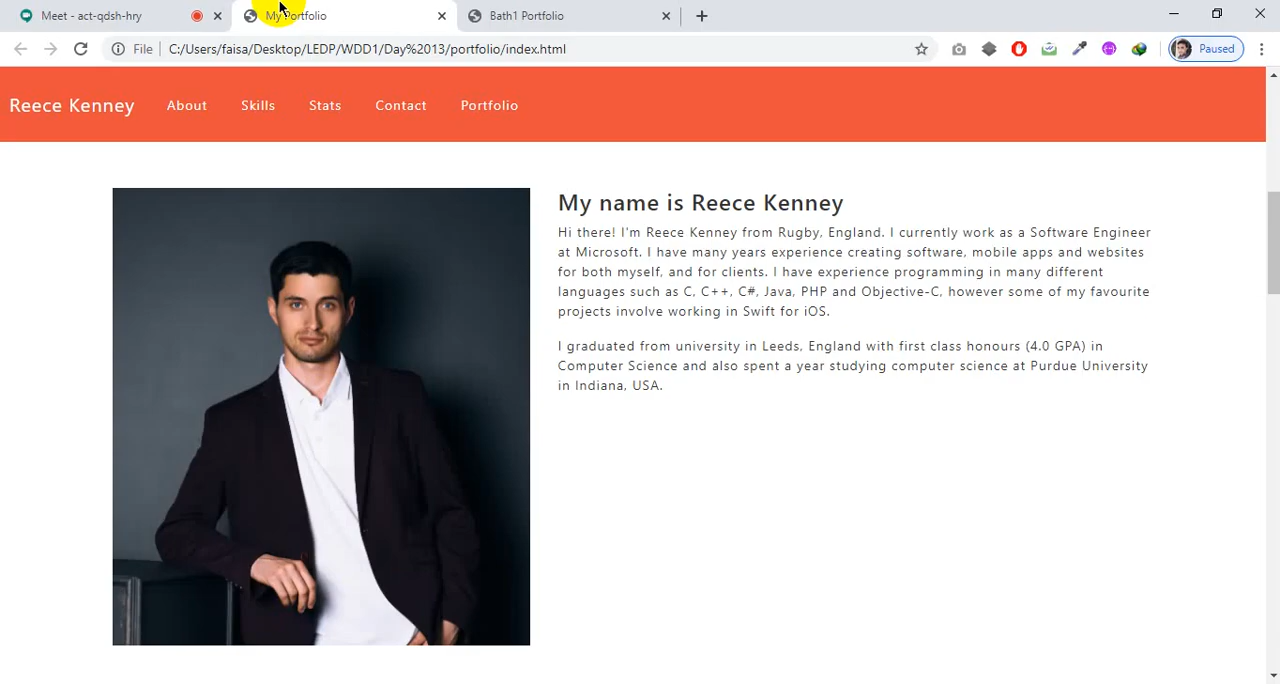 Meet - act-qdsh-hry
My Portfolio
Bath1 Portfolio
File
C:/Users/faisa/Desktop/LEDP/WDD1/Day%2013/portfolio/index.html
Paused
Reece Kenney
About
Skills
Stats
Contact
Portfolio
My name is Reece Kenney
Hi there! I'm Reece Kenney from Rugby, England. I currently work as a Software Engineer
at Microsoft. I have many years experience creating software, mobile apps and websites
for both myself, and for clients. I have experience programming in many different
languages such as C, C++, C#, Java, PHP and Objective-C, however some of my favourite
projects involve working in Swift for iOS.
I graduated from university in Leeds, England with first class honours (4.0 GPA) in
Computer Science and also spent a year studying computer science at Purdue University
in Indiana, USA.